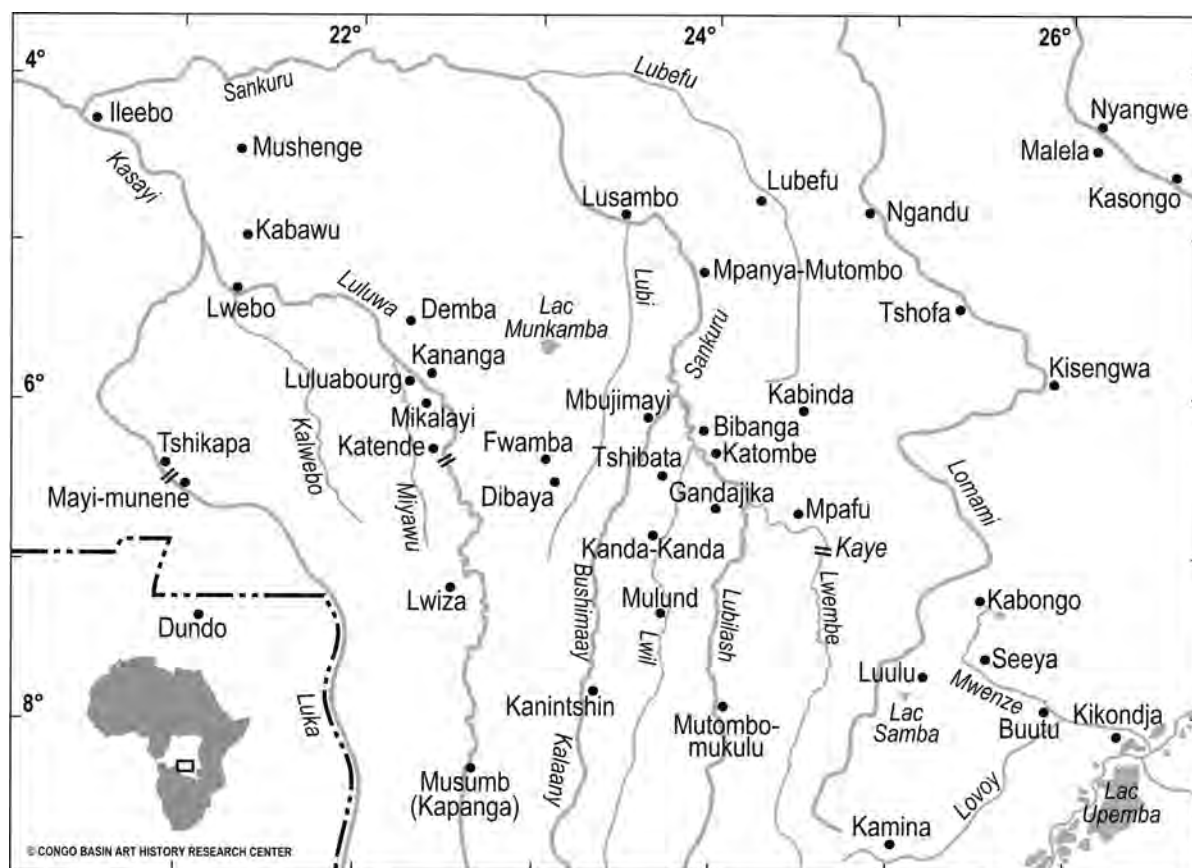 22°
24°
26°
4°
Sankuru
Lubefu
Ileebo
Nyangwe
Mushenge
Malela
Kasayi
Lusambo
Lubefu
Kasongo
Ngandu
Kabawu
Mpanya-Mutombo
Lwebo
Luluwa
Demba
Lac
Munkamba
Lubi
Sankuru
Tshofa
Kananga
Luluabourg
Kisengwa
6°
Mikalayi
Mbujimayi
Kabinda
Kalwebo
Katende
Fwamba
Bibanga
Tshikapa
Tshibata
Katombe
Mayi-munene
Miyawu
Dibaya
Gandajika
Mpafu
Lomami
Kanda-Kanda
Kaye
Lwiza
Bushimaay
Mulund
Lubilash
Lwembe
Kabongo
Dundo
Lwil
Seeya
Luulu
Mwenze
8°
Luka
Kanintshin
Mutombo-
mukulu
Lac
Samba
Buutu
Kikondja
Kalaany
Musumb
(Kapanga)
Lovoy
Lac
Upemba
Kamina
© CONGO BASIN ART HISTORY RESEARCH CENTER